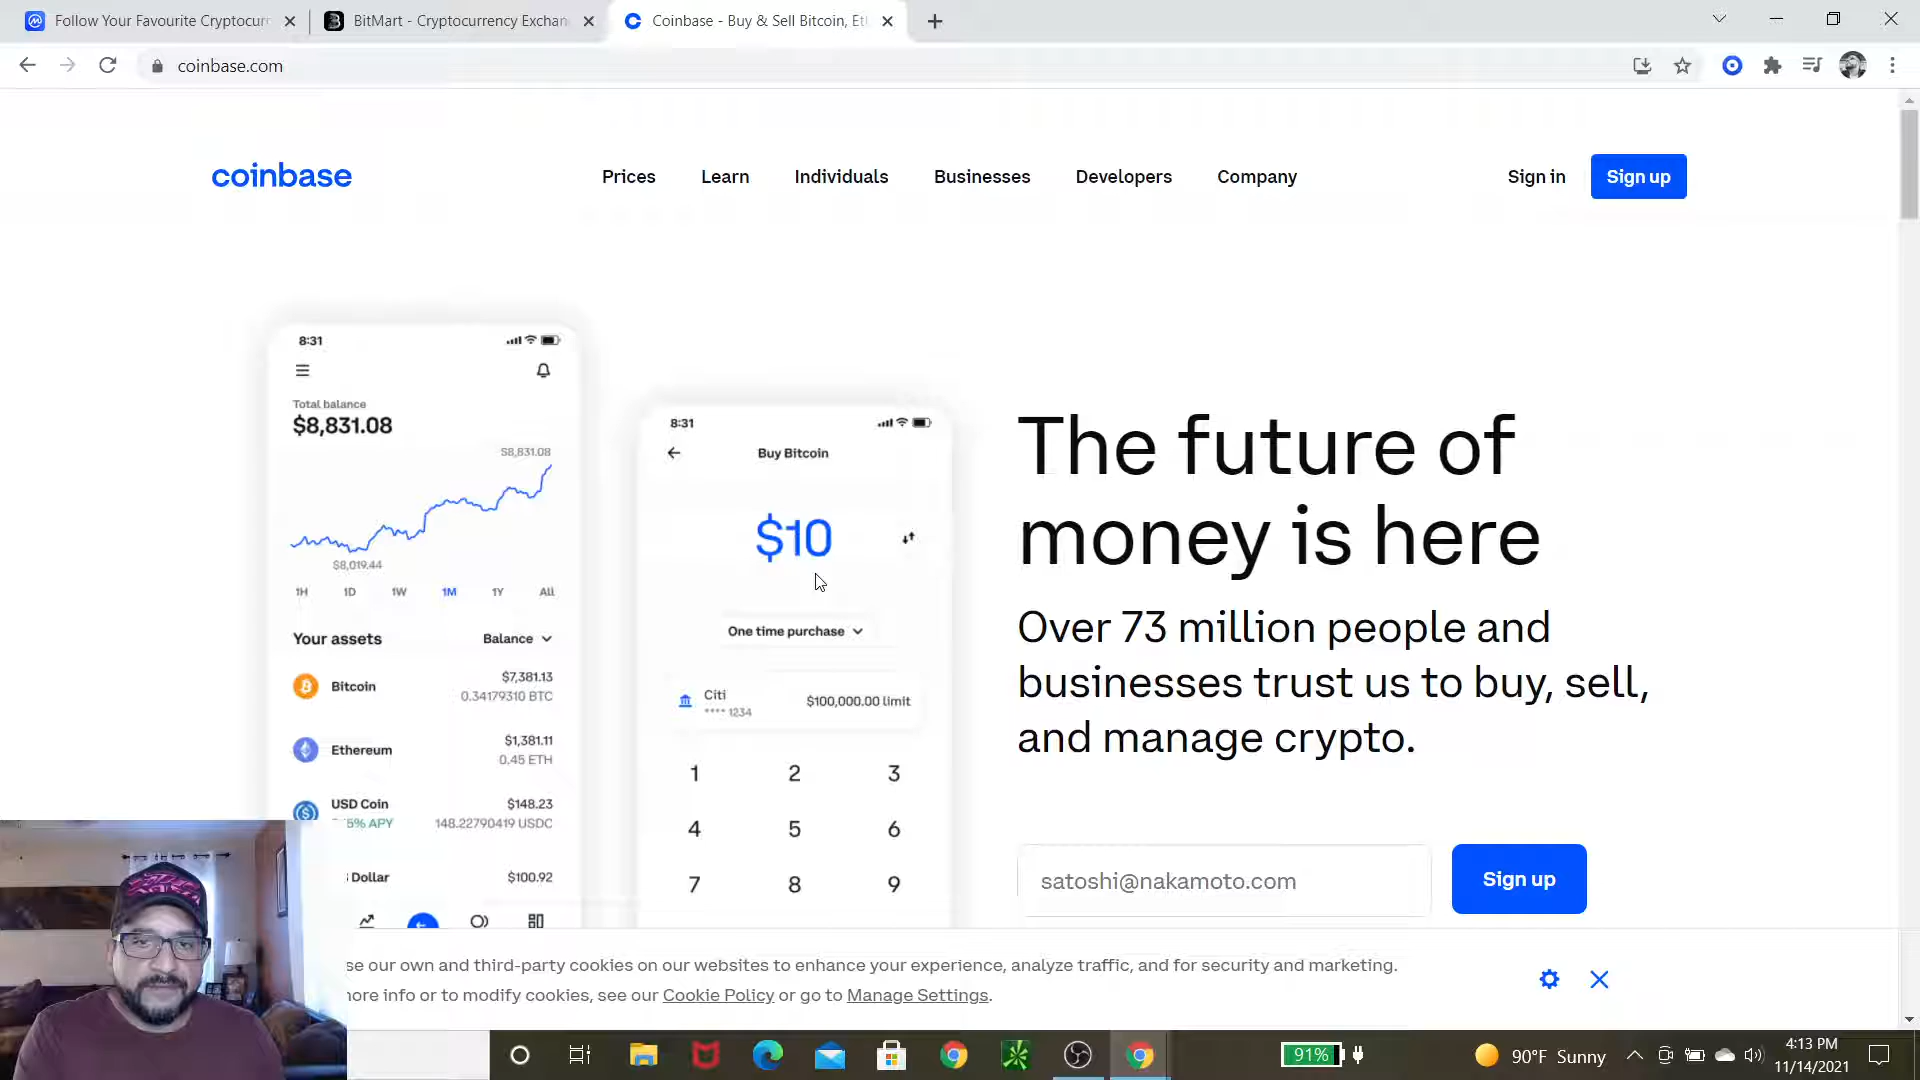 Follow Your Favourite Cryptocur
BitMart - Cryptocurrency Exchan
Coinbase - Buy & Sell Bitcoin, Et
coinbase.com
coinbase
Prices
Learn
Individuals
Businesses
Developers
Company
Sign in
Sign up
8:31
Total balance
$8,831.08
$8,831.08
$8,019.44
1H
1D
1W
1M
1Y
All
Your assets
Balance
Bitcoin
$7,381.13
0.34179310 BTC
Ethereum
$1,381.11
0.45 ETH
USD Coin
$148.23
5% APY
148.22790419 USDC
Dollar
$100.92
8:31
Buy Bitcoin
$10
One time purchase
Citi
$100,000.00 limit
**** 1234
1 2 3
4 5 6
7 8 9
The future of
money is here
Over 73 million people and
businesses trust us to buy, sell,
and manage crypto.
satoshi@nakamoto.com
Sign up
se our own and third-party cookies on our websites to enhance your experience, analyze traffic, and for security and marketing.
ore info or to modify cookies, see our Cookie Policy or go to Manage Settings.
91%
90°F Sunny
4:13 PM
11/14/2021